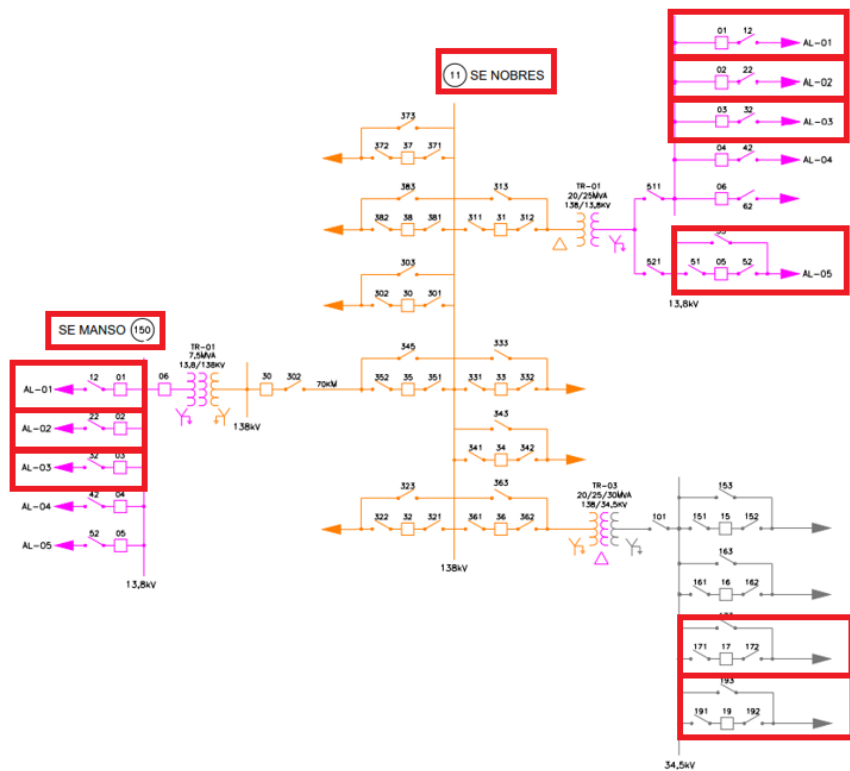 01 12
AL-01
11 SE NOBRES
02 22
AL-02
03 32
AL-03
373
372 37 371
04 42
AL-04
TR-01
20/25MVA
138/13,8KV
383
313
511
06
62
382 38 381
311 31 312
303
521
51 05 52
AL-05
302 30 301
13,8kV
SE MANSO 150
TR-01
7,5MVA
13,8/138KV
345
333
12 01
AL-01
06
30 302
70KM
352 35 351
331 33 332
22 02
AL-02
138kV
343
32 03
AL-03
341 34 342
TR-03
20/25/30MVA
138/34,5KV
42 04
AL-04
323
363
153
322 32 321
361 36 362
101
151 15 152
52 05
AL-05
138kV
163
13,8kV
161 16 162
171 17 172
193
191 19 192
34,5kV